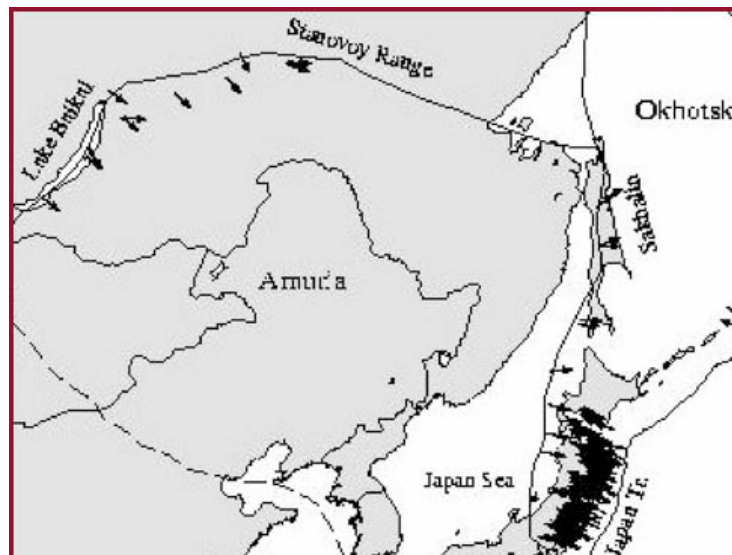 Stanovoy Range
Lake Baikal
Okhotsk
Sakhalin
Amuria
Japan Sea
Japan Tr.